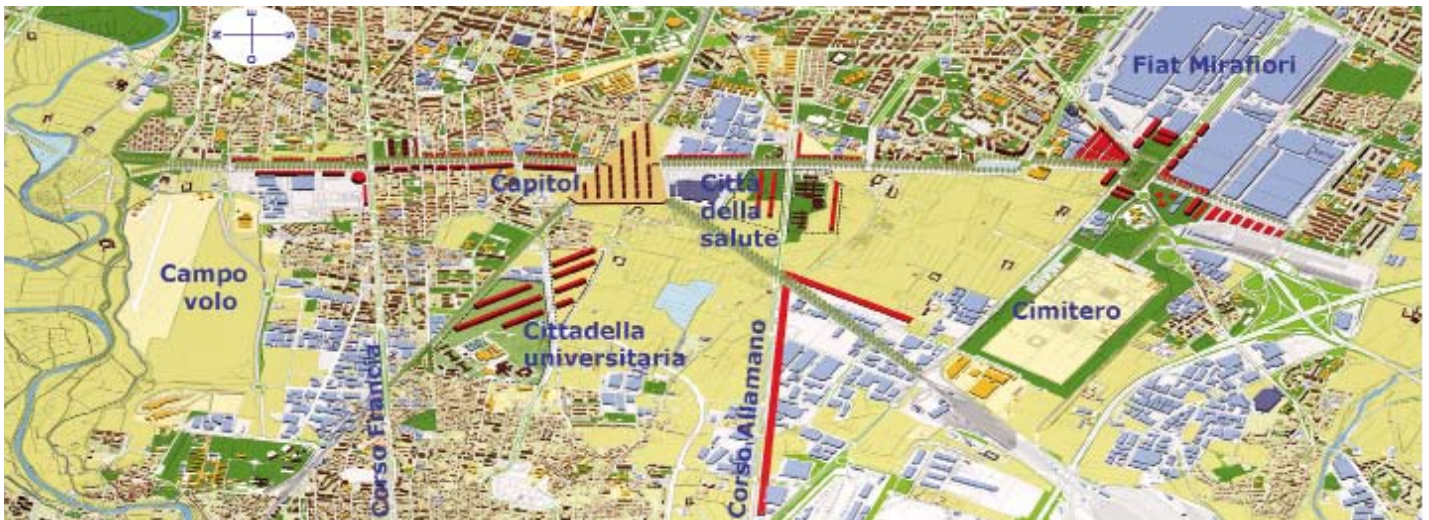 E
N
S
O
Fiat Mirafiori
Capitol
Città
della
salute
Campo
volo
Cimitero
Cittadella
universitaria
Corso Francia
Corso Allamano